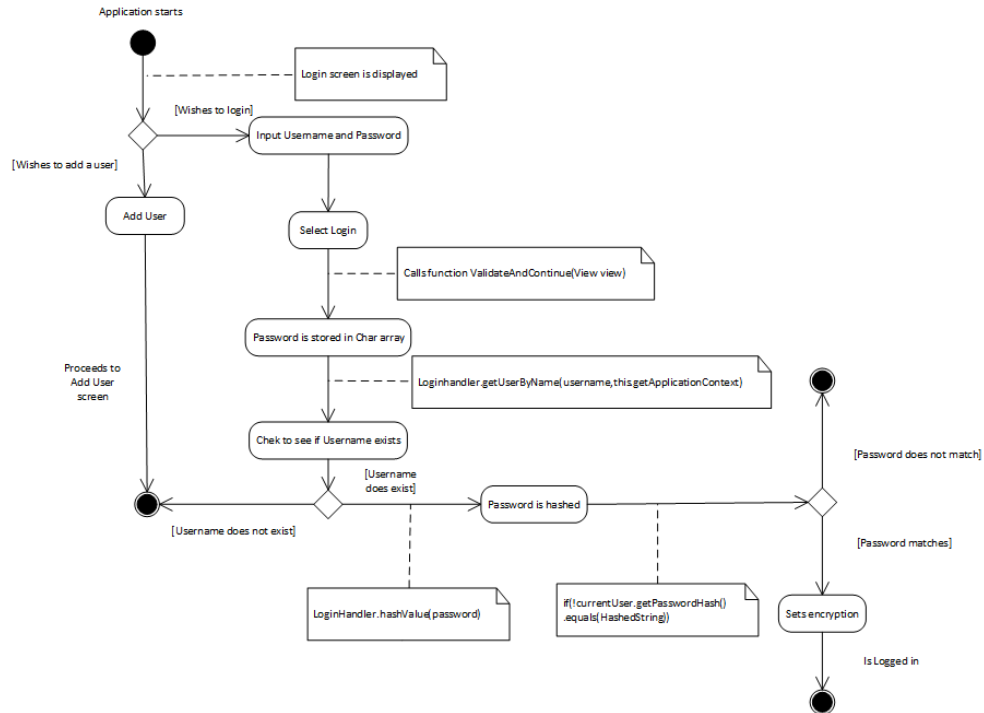 Application starts
Login screen is displayed
[Wishes to login]
Input Username and Password
[Wishes to add a user]
Add User
Select Login
Calls function ValidateAndContinue(View view)
Password is stored in Char array
Proceeds to
Add User
screen
Loginhandler.getUserByName(username,this.getApplicationContext)
Chek to see if Username exists
[Username
does exist]
[Password does not match]
Password is hashed
[Username does not exist]
[Password matches]
LoginHandler.hashValue(password)
if(!currentUser.getPasswordHash()
.equals(HashedString))
Sets encryption
Is Logged in